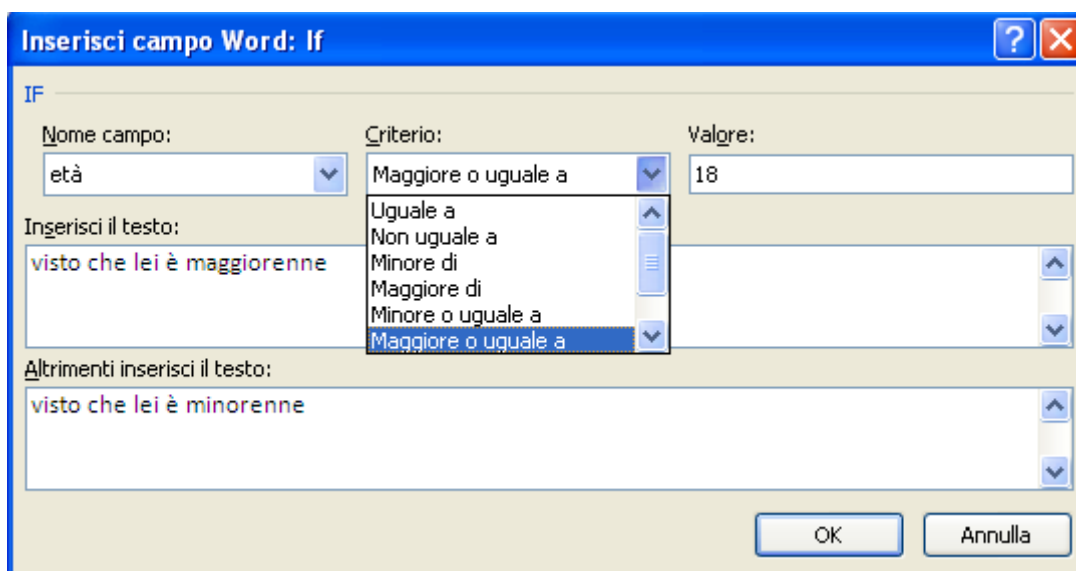 Inserisci campo Word: If
IF
Nome campo: Criterio: Valore:
età Maggiore o uguale a 18
Uguale a
Non uguale a
Minore di
Maggiore di
Minore o uguale a
Maggiore o uguale a
Inserisci il testo:
visto che lei è maggiorenne
Altrimenti inserisci il testo:
visto che lei è minorenne
OK Annulla